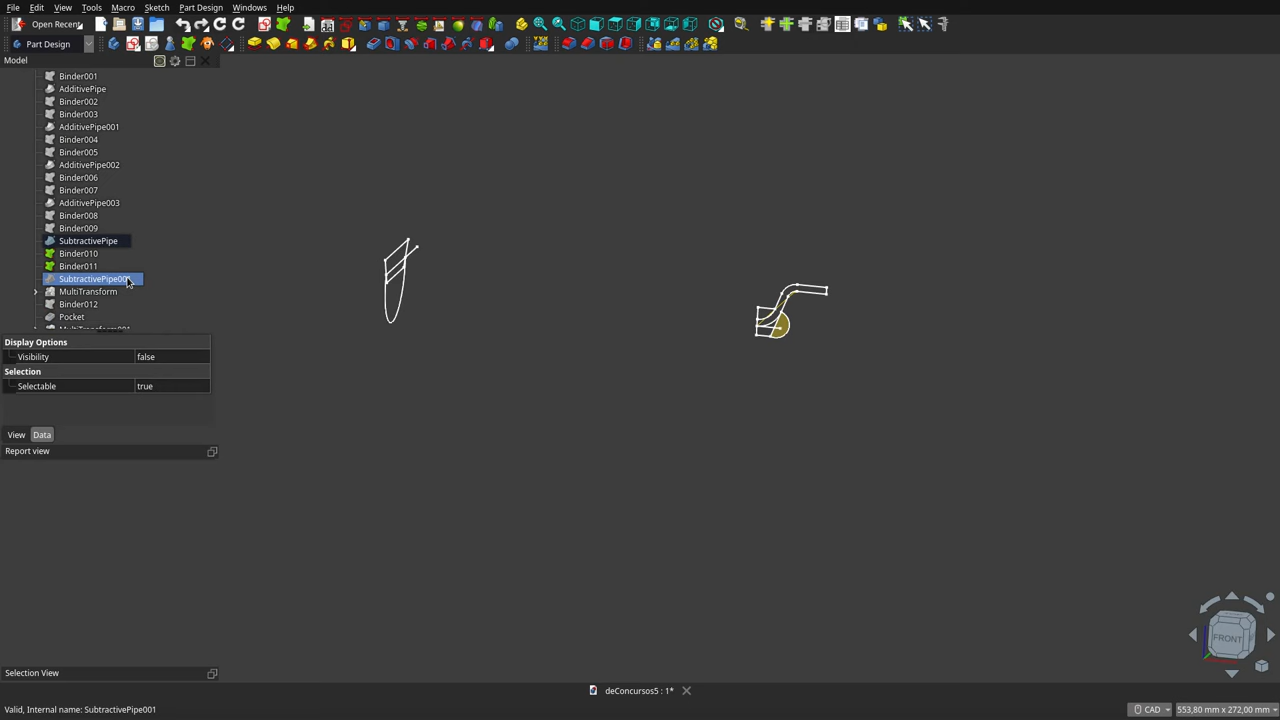 File Edit View Tools Macro Sketch Part Design Windows Help
Open Recent
Part Design
Model
Binder001
AdditivePipe
Binder002
Binder003
AdditivePipe001
Binder004
Binder005
AdditivePipe002
Binder006
Binder007
AdditivePipe003
Binder008
Binder009
SubtractivePipe
Binder010
Binder011
SubtractivePipe001
MultiTransform
Binder012
Pocket
MultiTransform001
Display Options
Visibility false
Selection
Selectable true
View Data
Report view
FRONT
Selection View
deConcursos5 : 1*
Valid, Internal name: SubtractivePipe001
CAD
553,80 mm x 272,00 mm